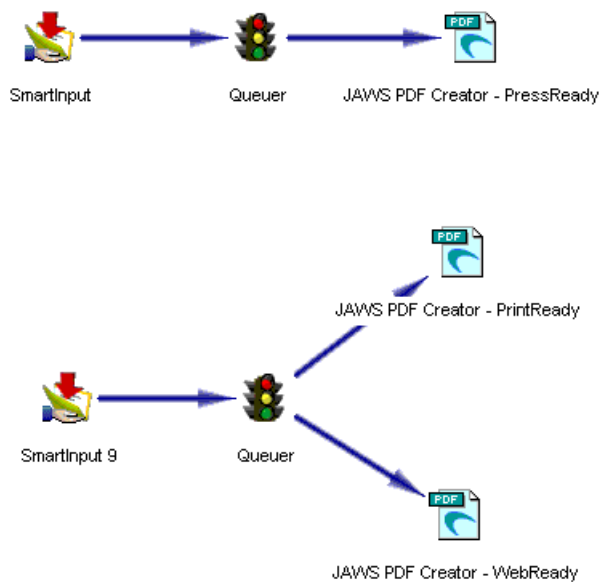 PDF
SmartInput
Queuer
JAWS PDF Creator - PressReady
PDF
JAWS PDF Creator - PrintReady
SmartInput 9
Queuer
PDF
JAWS PDF Creator - WebReady